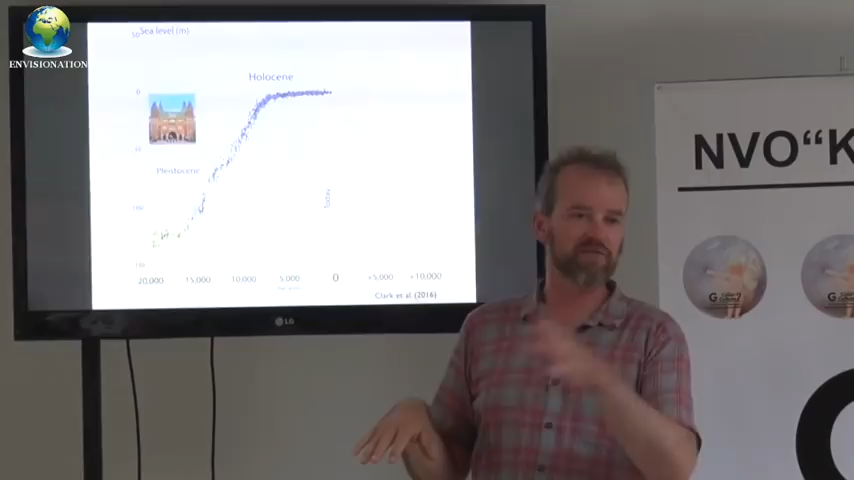 ENVISIONATION
Sea level (m)
50
Holocene
0
Pleistocene
Today
20,000 15,000 10,000 5,000 0 +5,000 +10,000
Clark et al. (2016)
LG
NVO“K